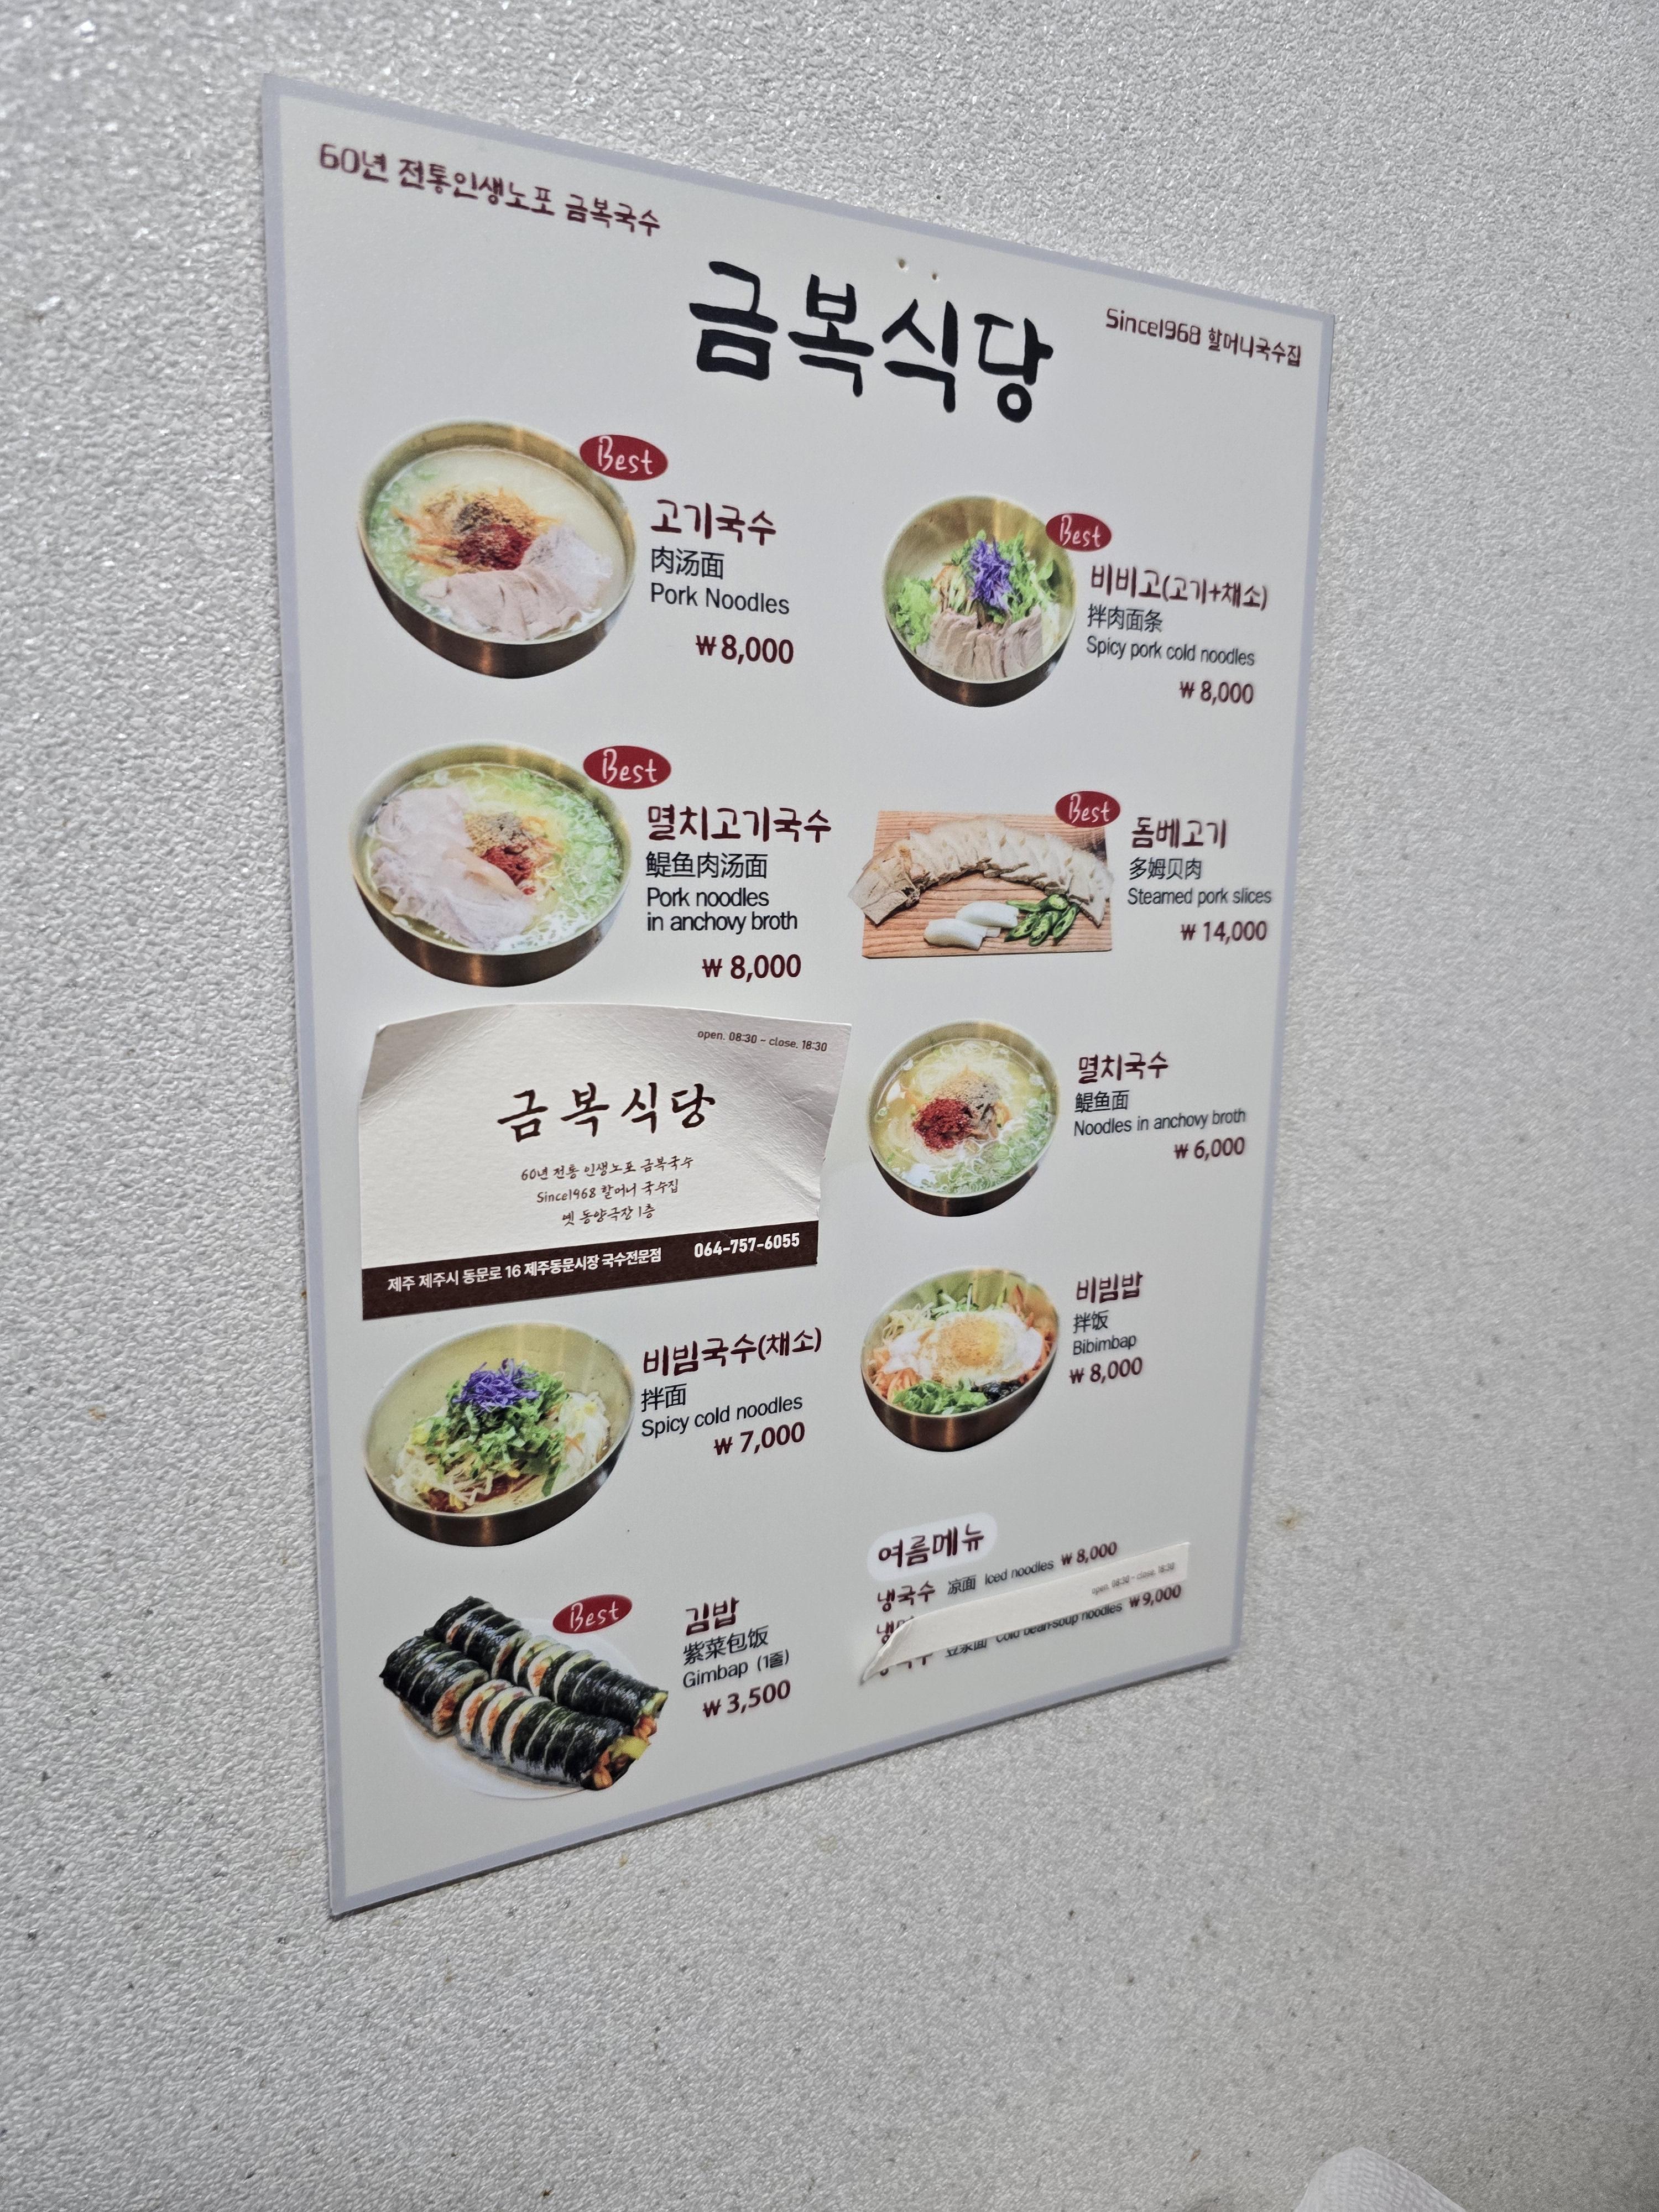 60년 전통인생노포 금복국수
금복식당
Since1968 할머니국수집
Best
고기국수
肉汤面
Pork Noodles
₩8,000
Best
비비고(고기+채소)
拌肉面条
Spicy pork cold noodles
₩8,000
Best
멸치고기국수
鳀鱼肉汤面
Pork noodles
in anchovy broth
₩8,000
Best
돔베고기
多姆贝肉
Steamed pork slices
₩14,000
open. 08:30 - close. 18:30
금복식당
60년 전통 인생노포 금복국수
Since1968 할머니 국수집
옛 동양극장 1층
제주 제주시 동문로 16 제주동문시장 국수전문점 064-757-6055
멸치국수
鳀鱼面
Noodles in anchovy broth
₩6,000
비빔국수(채소)
拌面
Spicy cold noodles
₩7,000
비빔밥
拌饭
Bibimbap
₩8,000
Best
김밥
紫菜包饭
Gimbap (1줄)
₩3,500
여름메뉴
냉국수 凉面 Iced noodles ₩8,000
open. 08:30 - close. 18:30
豆浆面 Cold bean-soup noodles ₩9,000